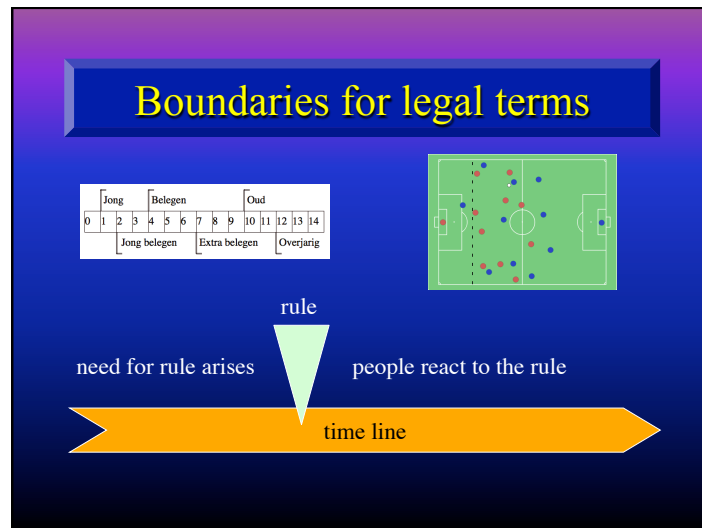 Boundaries for legal terms
Jong Belegen Oud
0 1 2 3 4 5 6 7 8 9 10 11 12 13 14
Jong belegen Extra belegen Overjarig
rule
need for rule arises people react to the rule
time line